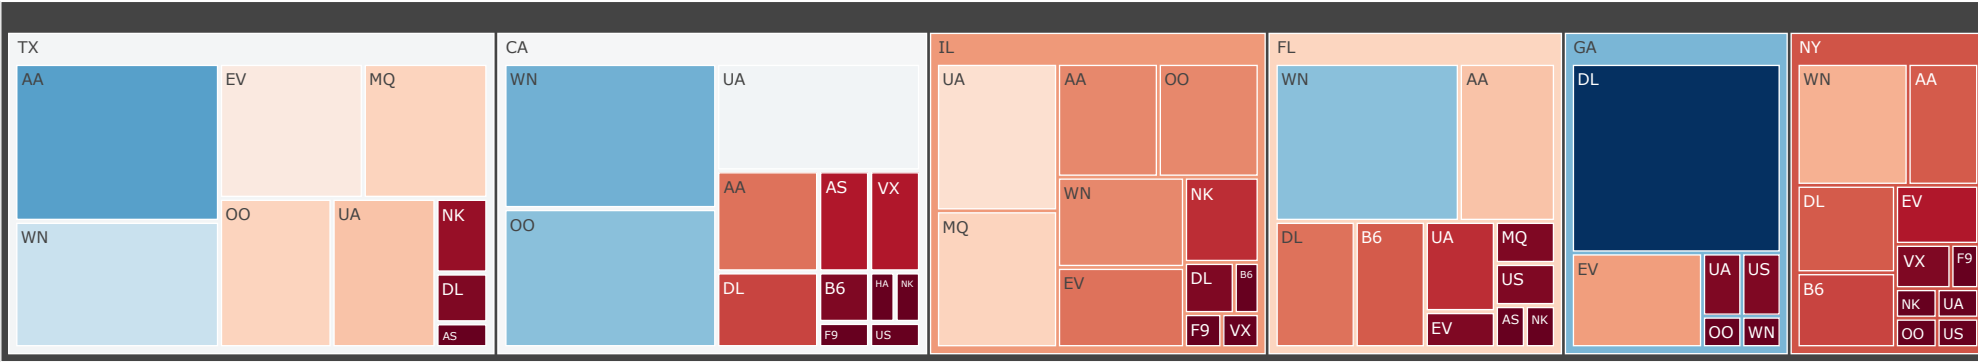 TX
AA
EV
MQ
WN
OO
UA
NK
DL
AS
CA
WN
UA
OO
AA
AS
VX
DL
B6
HA
NK
F9
US
IL
UA
AA
OO
MQ
WN
NK
EV
DL
B6
F9
VX
FL
WN
AA
DL
B6
UA
MQ
US
EV
AS
NK
GA
DL
EV
UA
US
OO
WN
NY
WN
AA
DL
EV
B6
VX
F9
NK
UA
OO
US